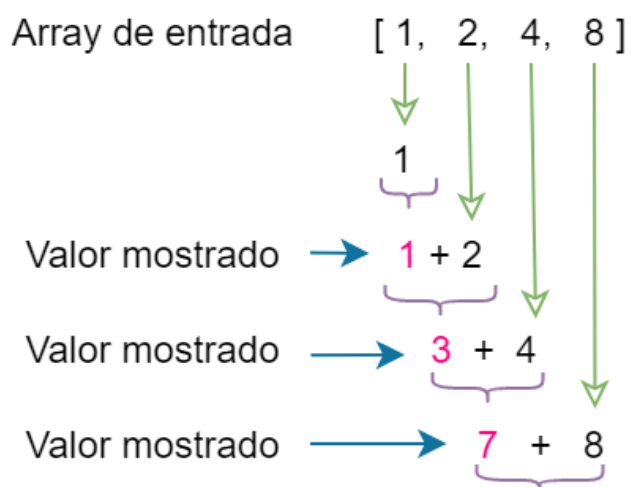 Array de entrada [ 1, 2, 4, 8 ]
1
Valor mostrado 1 + 2
Valor mostrado 3 + 4
Valor mostrado 7 + 8